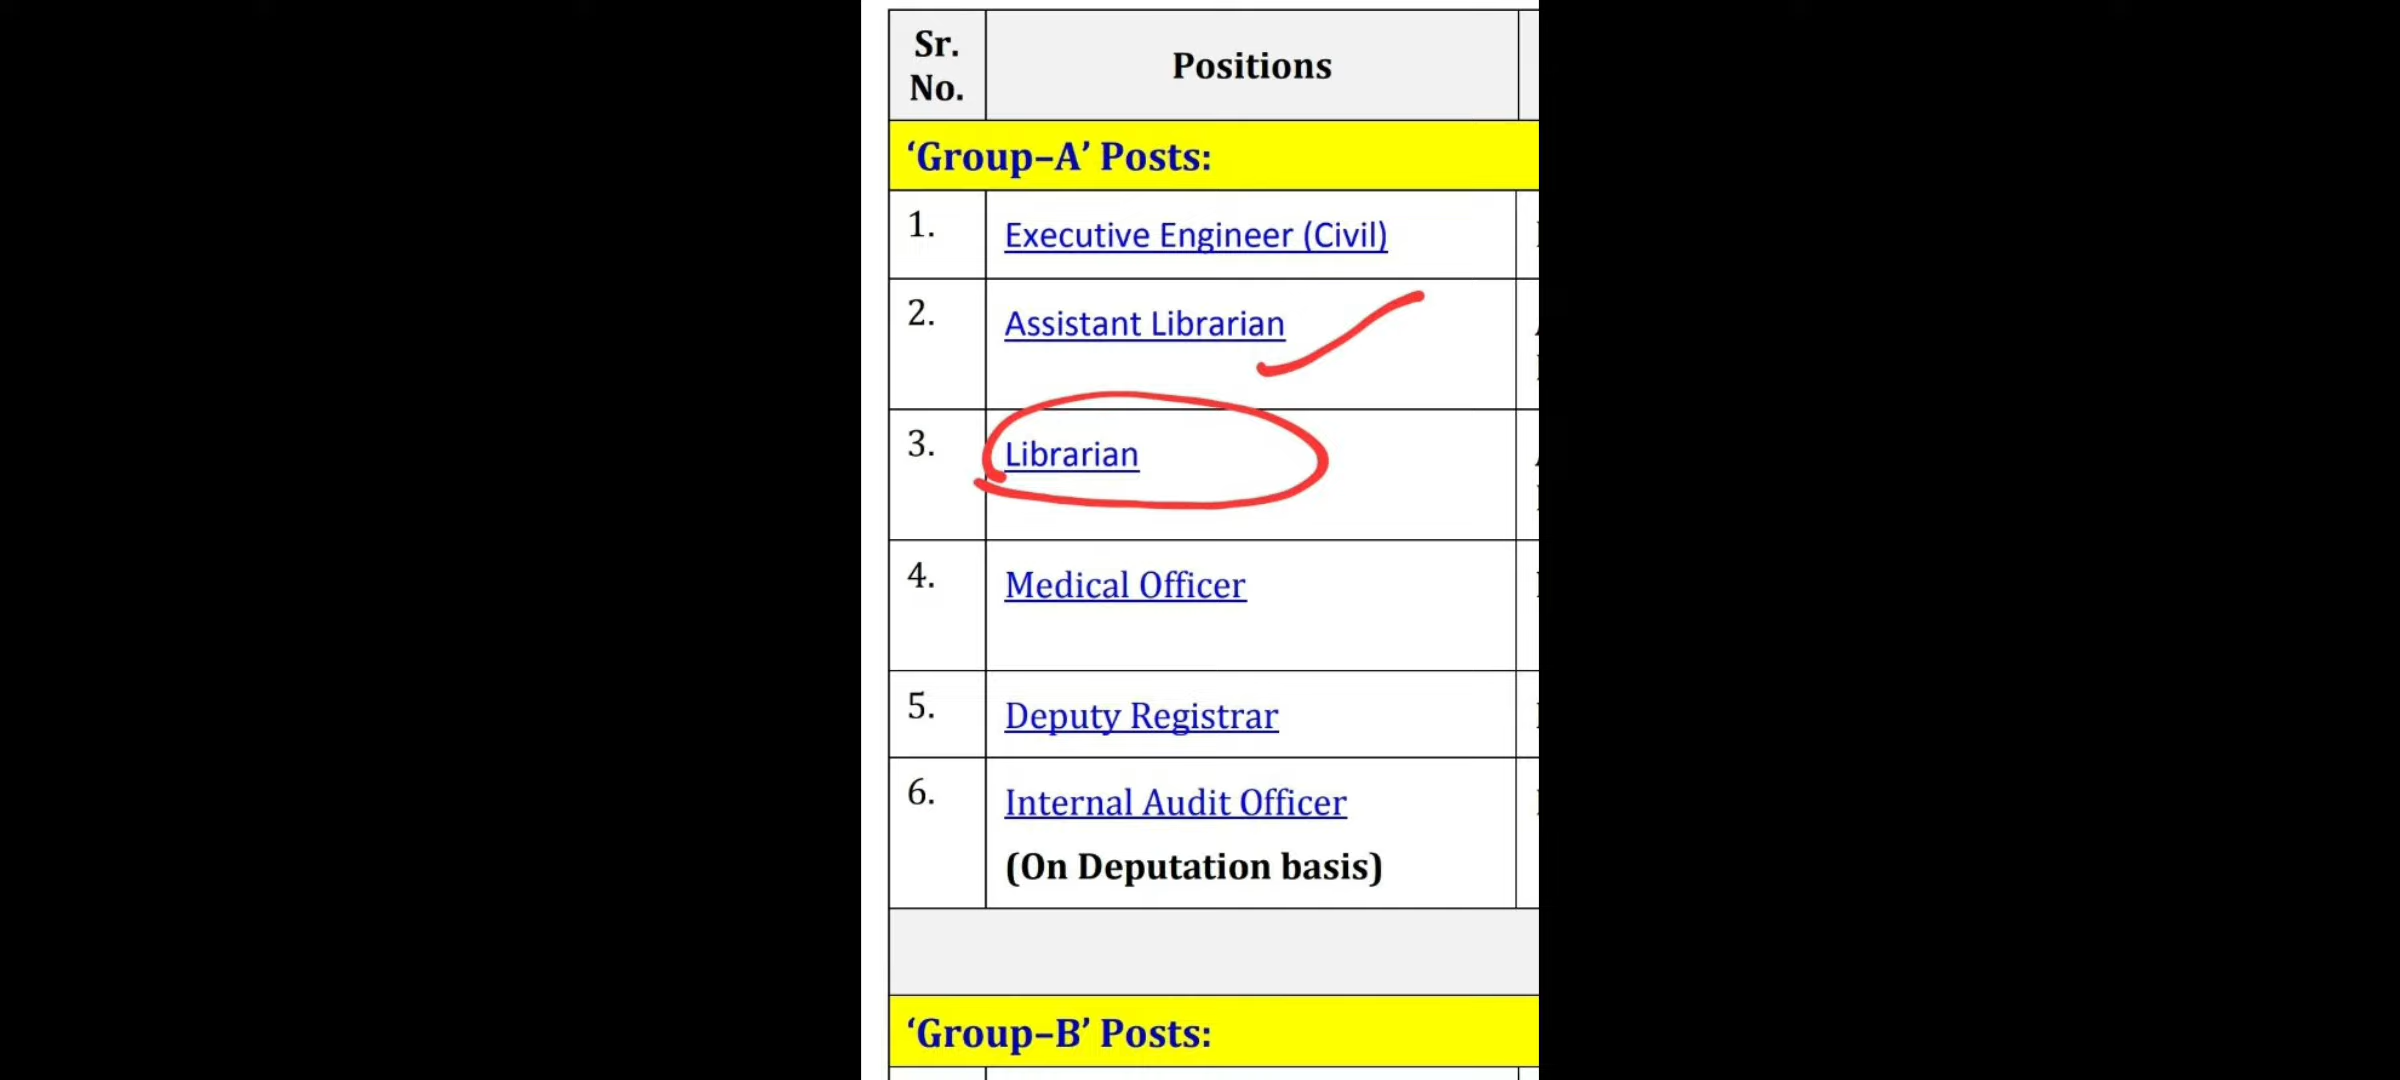 Sr.
No.
Positions
‘Group–A’ Posts:
1.
Executive Engineer (Civil)
2.
Assistant Librarian
3.
Librarian
4.
Medical Officer
5.
Deputy Registrar
6.
Internal Audit Officer
(On Deputation basis)
‘Group–B’ Posts: